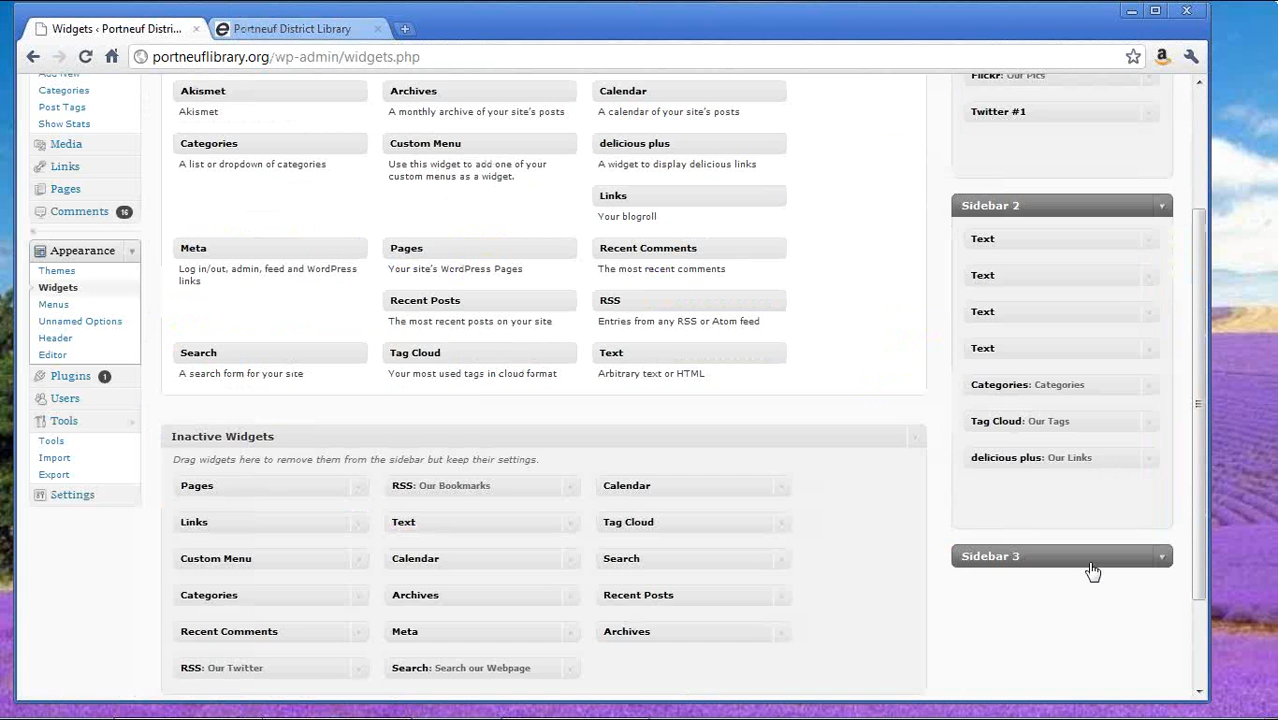 Widgets ‹ Portneuf Distri...
Portneuf District Library
portneuflibrary.org/wp-admin/widgets.php
Add New
Categories
Post Tags
Show Stats
Media
Links
Pages
Comments 16
Appearance
Themes
Widgets
Menus
Unnamed Options
Header
Editor
Plugins 1
Users
Tools
Tools
Import
Export
Settings
Akismet
Akismet
Archives
A monthly archive of your site's posts
Calendar
A calendar of your site's posts
Categories
A list or dropdown of categories
Custom Menu
Use this widget to add one of your
custom menus as a widget.
delicious plus
A widget to display delicious links
Links
Your blogroll
Meta
Log in/out, admin, feed and WordPress
links
Pages
Your site's WordPress Pages
Recent Comments
The most recent comments
Recent Posts
The most recent posts on your site
RSS
Entries from any RSS or Atom feed
Search
A search form for your site
Tag Cloud
Your most used tags in cloud format
Text
Arbitrary text or HTML
Inactive Widgets
Drag widgets here to remove them from the sidebar but keep their settings.
Pages
RSS: Our Bookmarks
Calendar
Links
Text
Tag Cloud
Custom Menu
Calendar
Search
Categories
Archives
Recent Posts
Recent Comments
Meta
Archives
RSS: Our Twitter
Search: Search our Webpage
Flickr: Our Pics
Twitter #1
Sidebar 2
Text
Text
Text
Text
Categories: Categories
Tag Cloud: Our Tags
delicious plus: Our Links
Sidebar 3